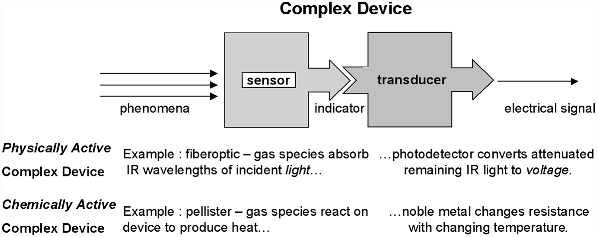 Complex Device
sensor
transducer
phenomena
indicator
electrical signal
Physically Active
Complex Device
Example : fiberoptic – gas species absorb
IR wavelengths of incident light…
…photodetector converts attenuated
remaining IR light to voltage.
Chemically Active
Complex Device
Example : pellister – gas species react on
device to produce heat…
…noble metal changes resistance
with changing temperature.